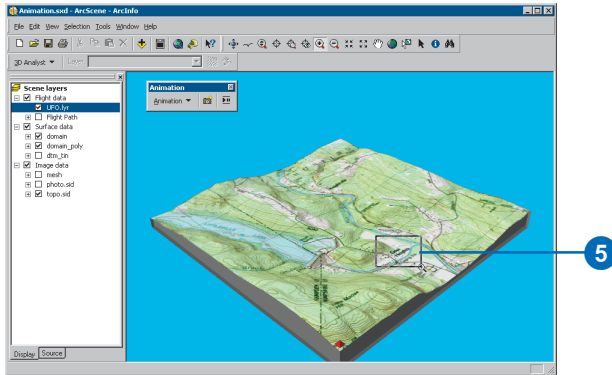 Animation.sxd - ArcScene - ArcInfo
File Edit View Selection Tools Window Help
3D Analyst Layer:
Scene layers
Flight data
UFO.lyr
Flight Path
Surface data
domain
domain_poly
dtm_tin
Image data
mesh
photo.sid
topo.sid
Animation
Animation
5
Display Source